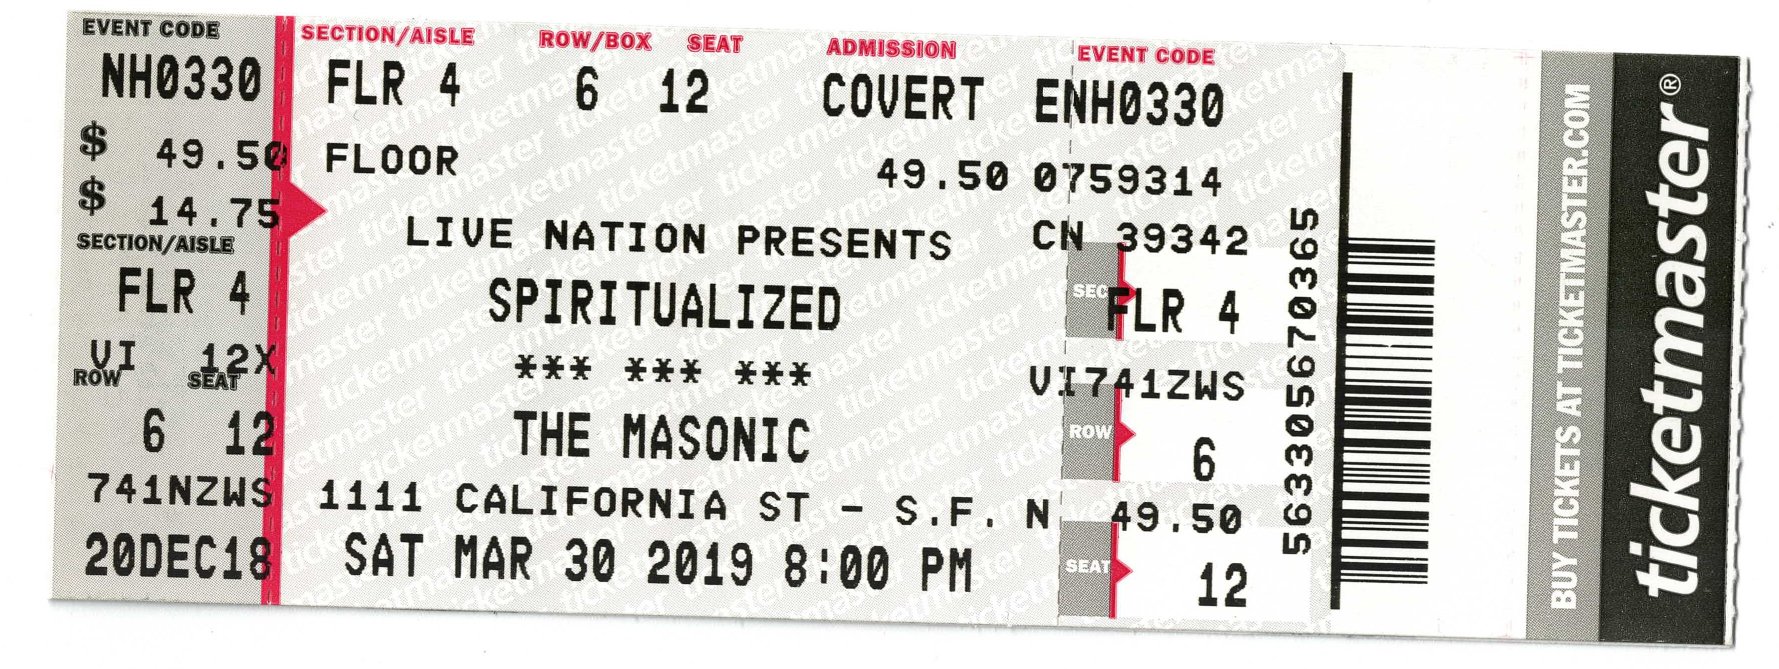 EVENT CODE
NH0330
$ 49.50
$ 14.75
SECTION/AISLE
FLR 4
VI 12X
ROW SEAT
6 12
741NZWS
20DEC18
SECTION/AISLE ROW/BOX SEAT ADMISSION
FLR 4 6 12 COVERT
FLOOR 49.50
LIVE NATION PRESENTS
SPIRITUALIZED
*** *** ***
THE MASONIC
1111 CALIFORNIA ST - S.F.
SAT MAR 30 2019 8:00 PM
EVENT CODE
ENH0330
0759314
CN 39342
SEC FLR 4
VI741ZWS
ROW 6
N 49.50
SEAT 12
563305670365
BUY TICKETS AT TICKETMASTER.COM
ticketmaster®